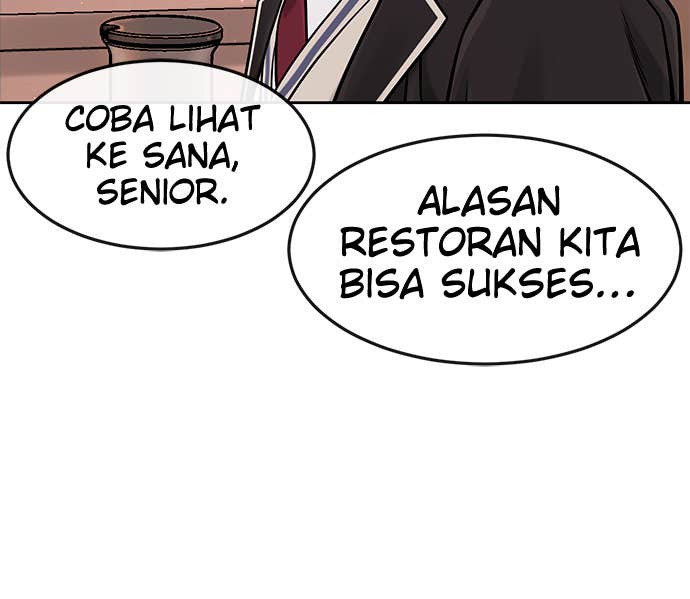 COBA LIHAT
KE SANA,
SENIOR.
ALASAN
RESTORAN KITA
BISA SUKSES...